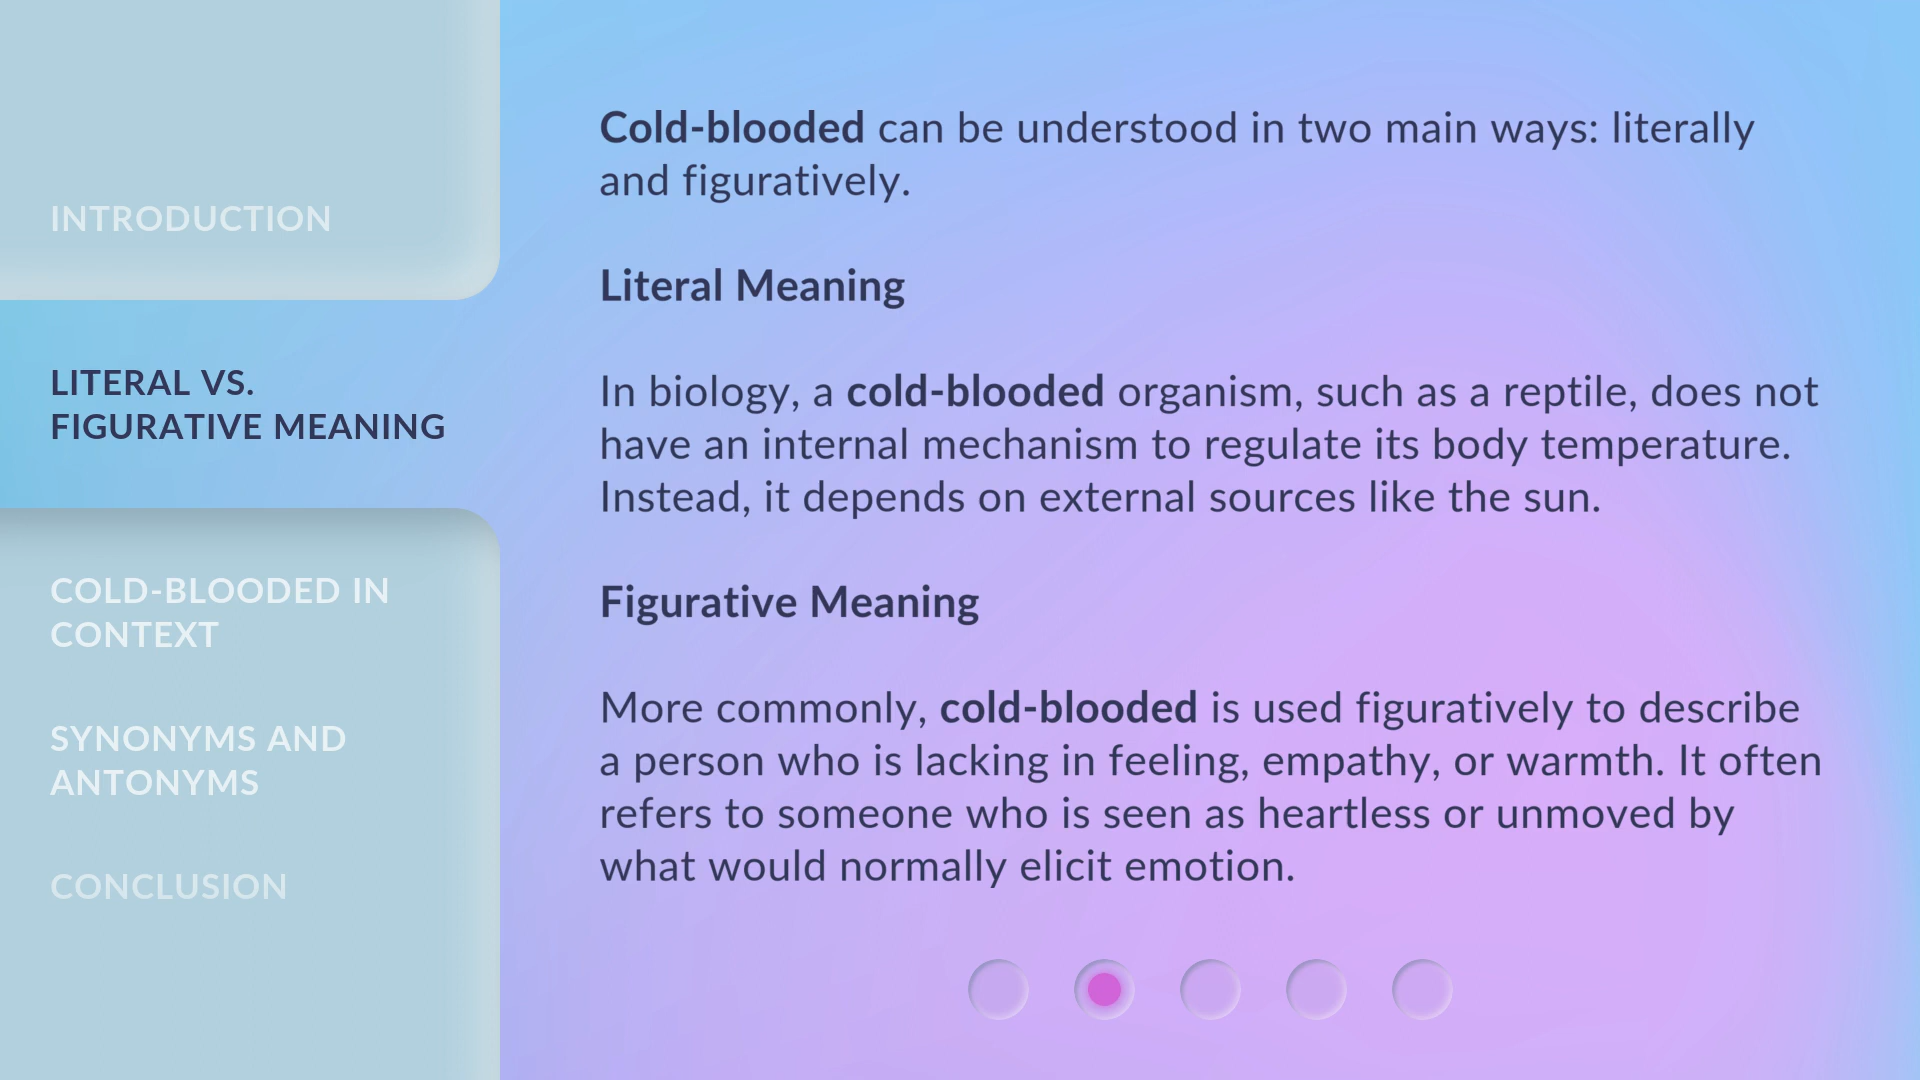 INTRODUCTION
LITERAL VS.
FIGURATIVE MEANING
COLD-BLOODED IN
CONTEXT
SYNONYMS AND
ANTONYMS
CONCLUSION
Cold-blooded can be understood in two main ways: literally
and figuratively.
Literal Meaning
In biology, a cold-blooded organism, such as a reptile, does not
have an internal mechanism to regulate its body temperature.
Instead, it depends on external sources like the sun.
Figurative Meaning
More commonly, cold-blooded is used figuratively to describe
a person who is lacking in feeling, empathy, or warmth. It often
refers to someone who is seen as heartless or unmoved by
what would normally elicit emotion.